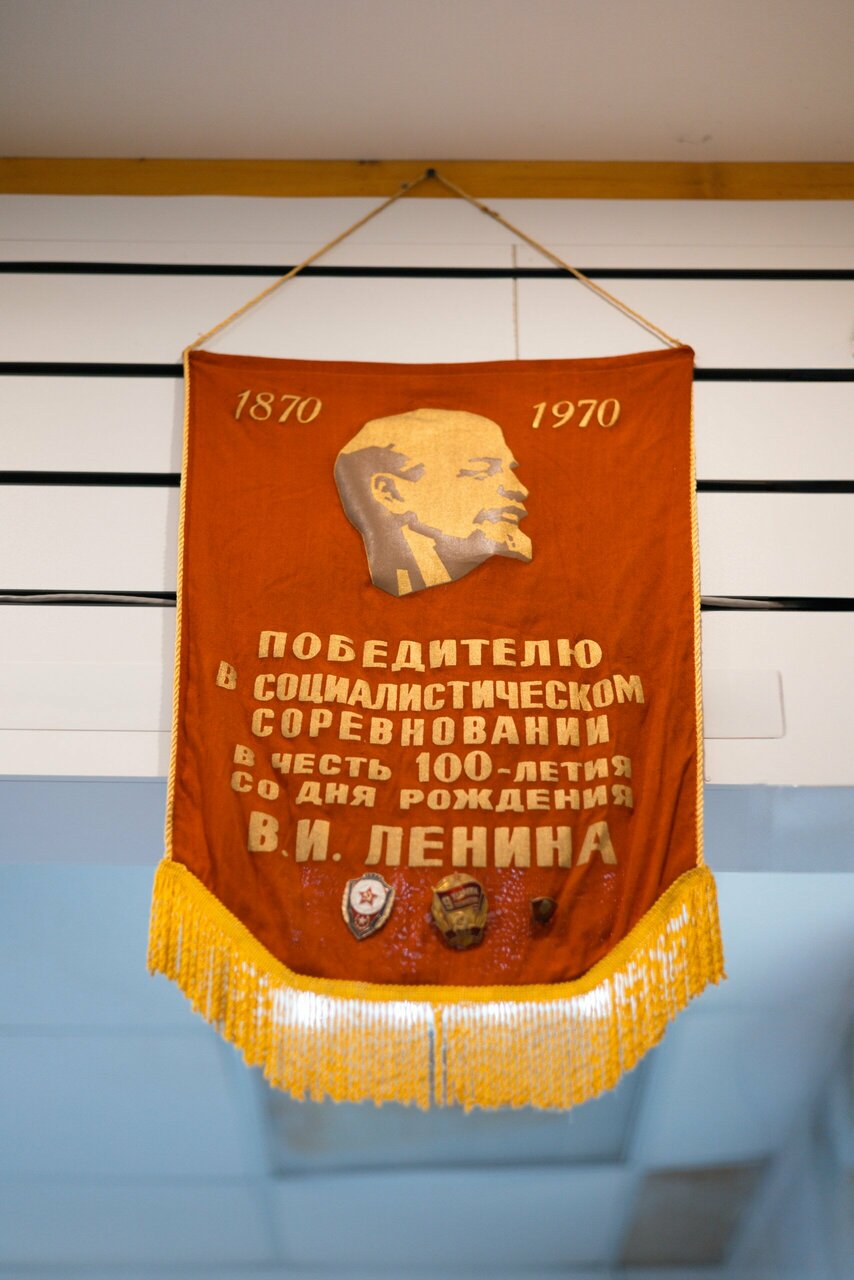 1870 1970
ПОБЕДИТЕЛЮ
В СОЦИАЛИСТИЧЕСКОМ
СОРЕВНОВАНИИ
В ЧЕСТЬ 100-ЛЕТИЯ
СО ДНЯ РОЖДЕНИЯ
В.И. ЛЕНИНА